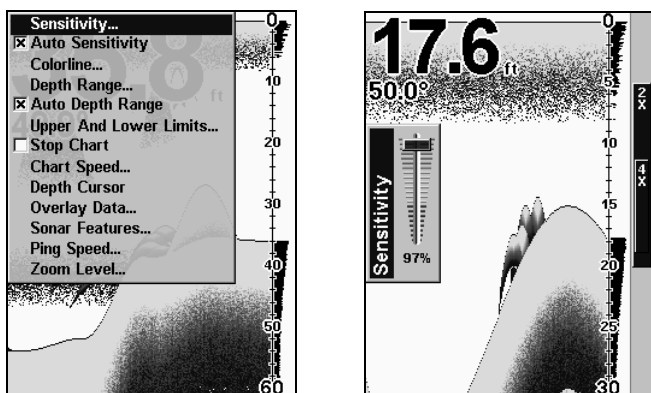 Sensitivity...
Auto Sensitivity
Colorline...
Depth Range...
Auto Depth Range
Upper And Lower Limits...
Stop Chart
Chart Speed...
Depth Cursor
Overlay Data...
Sonar Features...
Ping Speed...
Zoom Level...
ft
0
10
20
30
40
50
60
17.6 ft
50.0°
Sensitivity
97%
0
5
10
15
20
25
30
2X
4X